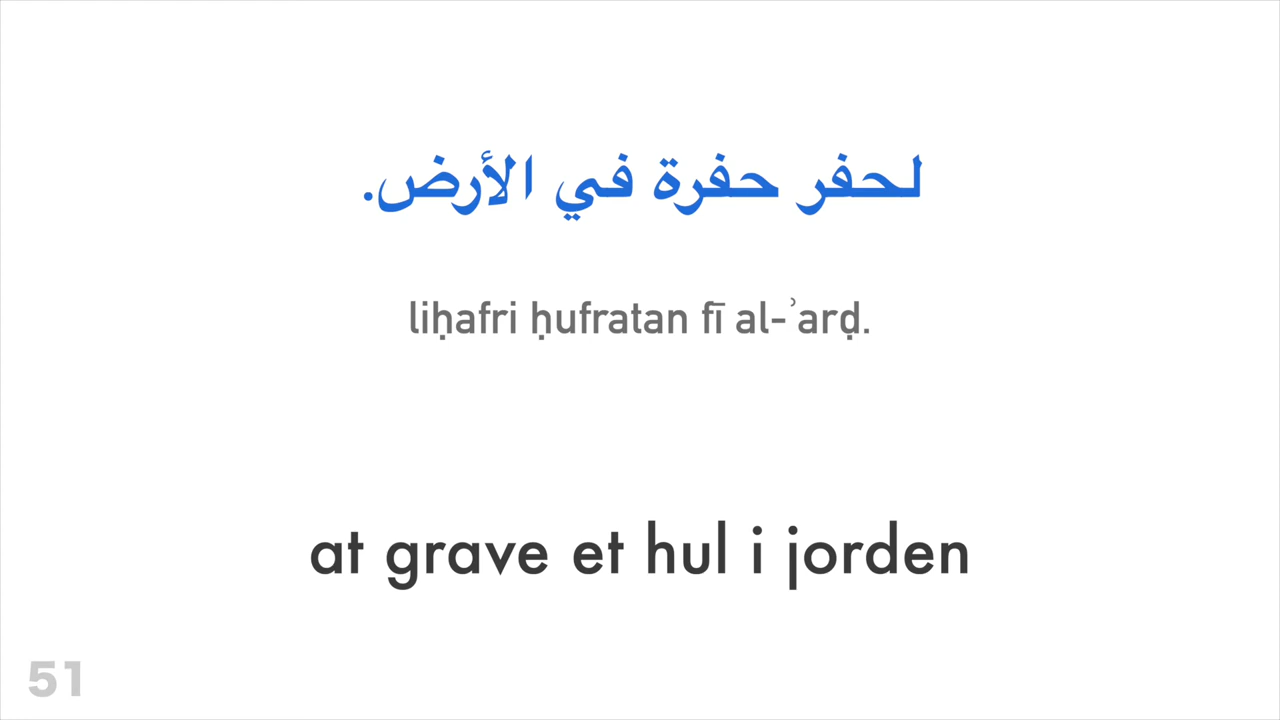 لحفر حفرة في الأرض.
liḥafri ḥufratan fī al-ʾarḍ.
at grave et hul i jorden
51